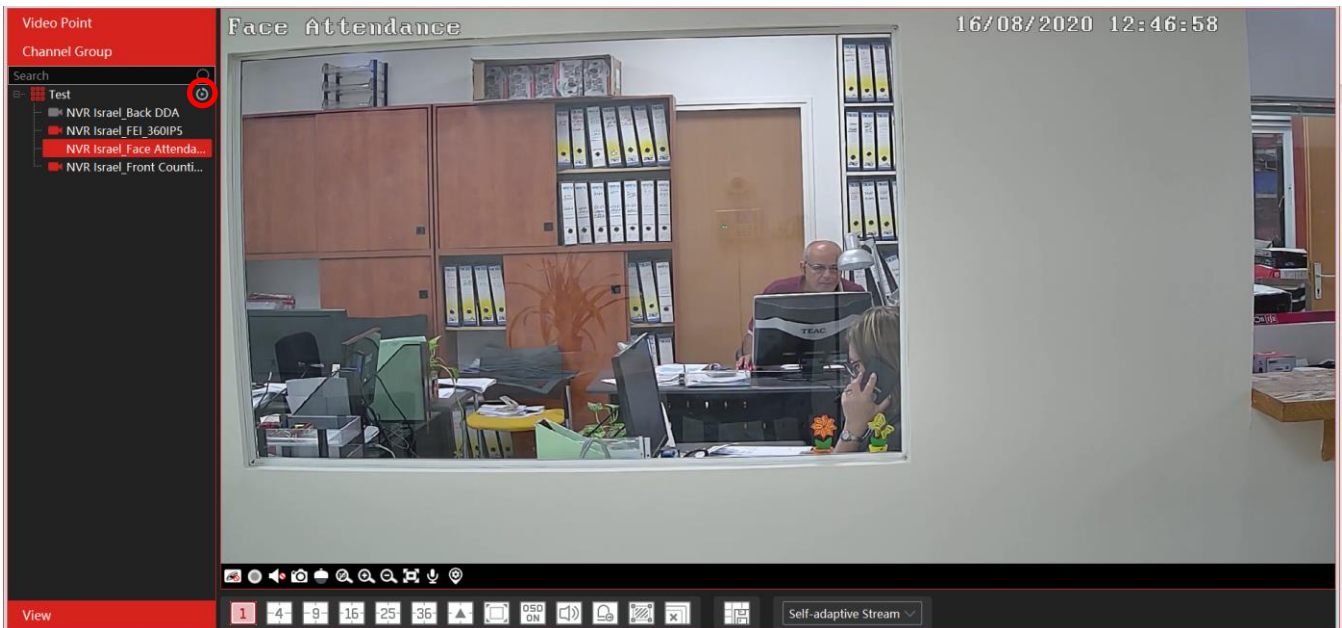 Video Point
Channel Group
Search
Test
NVR Israel_Back DDA
NVR Israel_FEI_360IP5
NVR Israel_Face Attenda...
NVR Israel_Front Counti...
View
Face Attendance
16/08/2020 12:46:58
TEAC
1
4
9
16
25
36
OSD
ON
Self-adaptive Stream